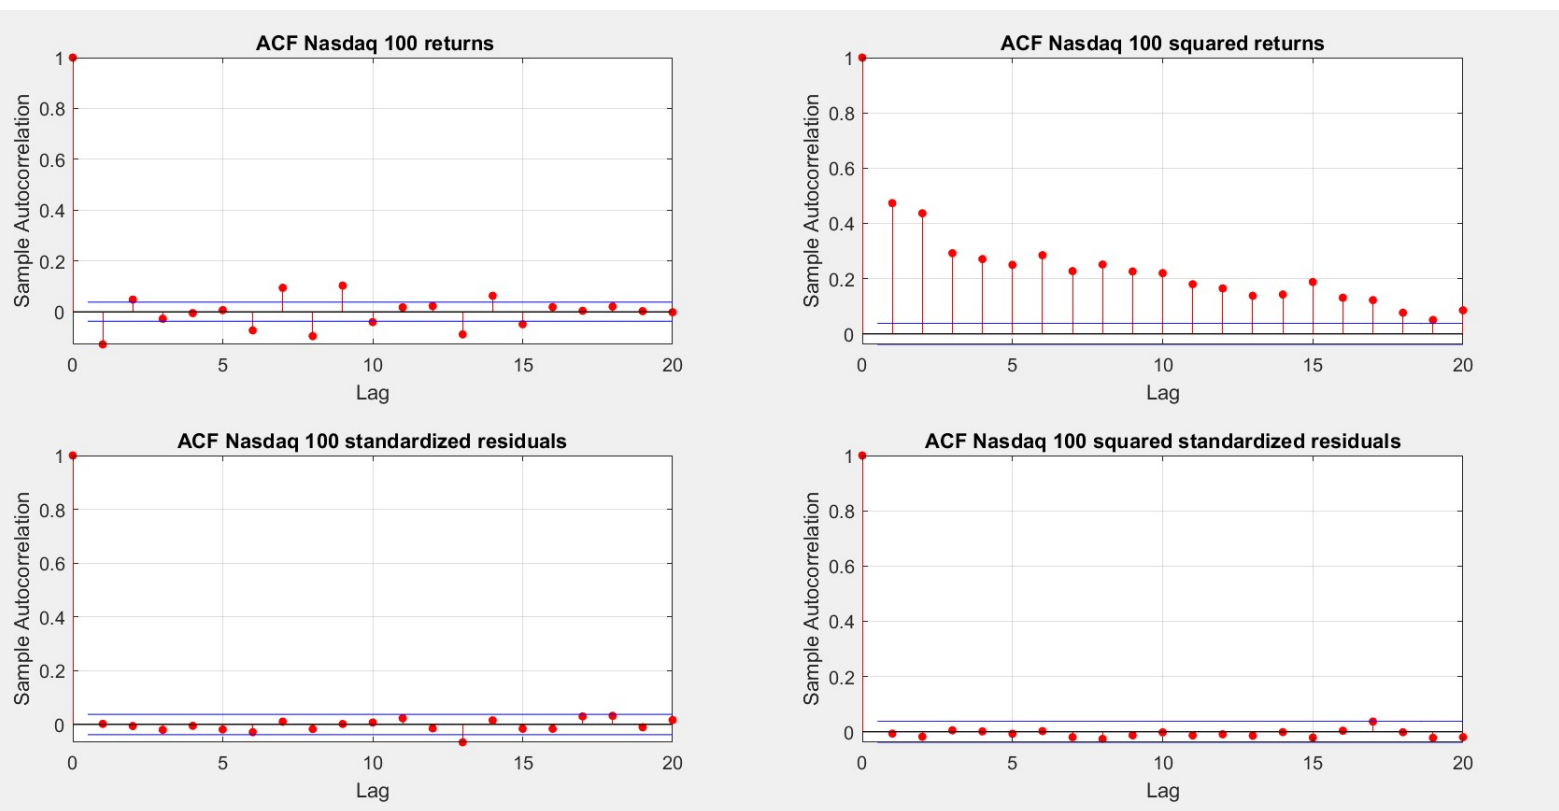 ACF Nasdaq 100 returns
Sample Autocorrelation
1
0.8
0.6
0.4
0.2
0
0 5 10 15 20
Lag
ACF Nasdaq 100 squared returns
Sample Autocorrelation
1
0.8
0.6
0.4
0.2
0
0 5 10 15 20
Lag
ACF Nasdaq 100 standardized residuals
Sample Autocorrelation
1
0.8
0.6
0.4
0.2
0
0 5 10 15 20
Lag
ACF Nasdaq 100 squared standardized residuals
Sample Autocorrelation
1
0.8
0.6
0.4
0.2
0
0 5 10 15 20
Lag